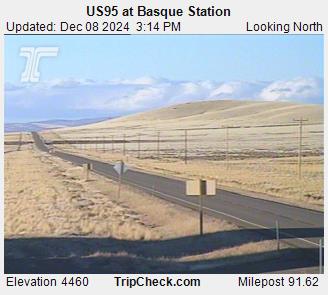 US95 at Basque Station
Updated: Dec 08 2024 3:14 PM Looking North
Elevation 4460 TripCheck.com Milepost 91.62